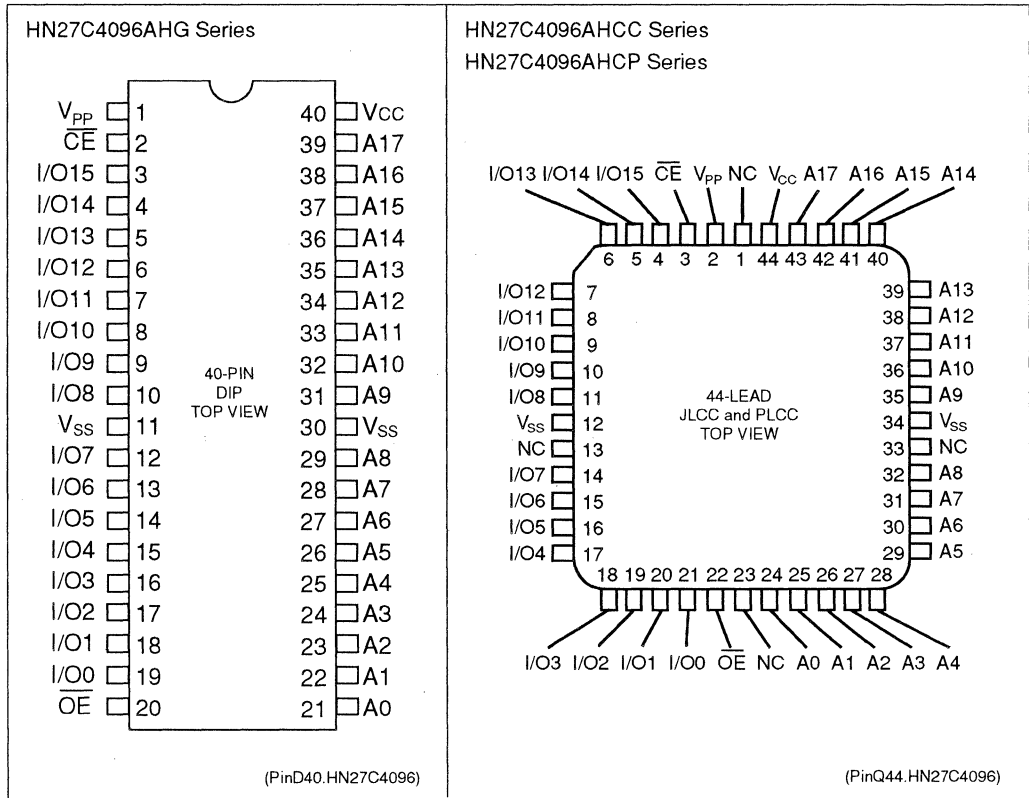 HN27C4096AHG Series
VPP 1 40 VCC
CE 2 39 A17
I/O15 3 38 A16
I/O14 4 37 A15
I/O13 5 36 A14
I/O12 6 35 A13
I/O11 7 34 A12
I/O10 8 33 A11
I/O9 9 32 A10
I/O8 10 31 A9
VSS 11 30 VSS
I/O7 12 29 A8
I/O6 13 28 A7
I/O5 14 27 A6
I/O4 15 26 A5
I/O3 16 25 A4
I/O2 17 24 A3
I/O1 18 23 A2
I/O0 19 22 A1
OE 20 21 A0
40-PIN
DIP
TOP VIEW
(PinD40.HN27C4096)
HN27C4096AHCC Series
HN27C4096AHCP Series
I/O13 I/O14 I/O15 CE VPP NC VCC A17 A16 A15 A14
6 5 4 3 2 1 44 43 42 41 40
I/O12 7 39 A13
I/O11 8 38 A12
I/O10 9 37 A11
I/O9 10 36 A10
I/O8 11 35 A9
VSS 12 34 VSS
NC 13 33 NC
I/O7 14 32 A8
I/O6 15 31 A7
I/O5 16 30 A6
I/O4 17 29 A5
44-LEAD
JLCC and PLCC
TOP VIEW
18 19 20 21 22 23 24 25 26 27 28
I/O3 I/O2 I/O1 I/O0 OE NC A0 A1 A2 A3 A4
(PinQ44.HN27C4096)